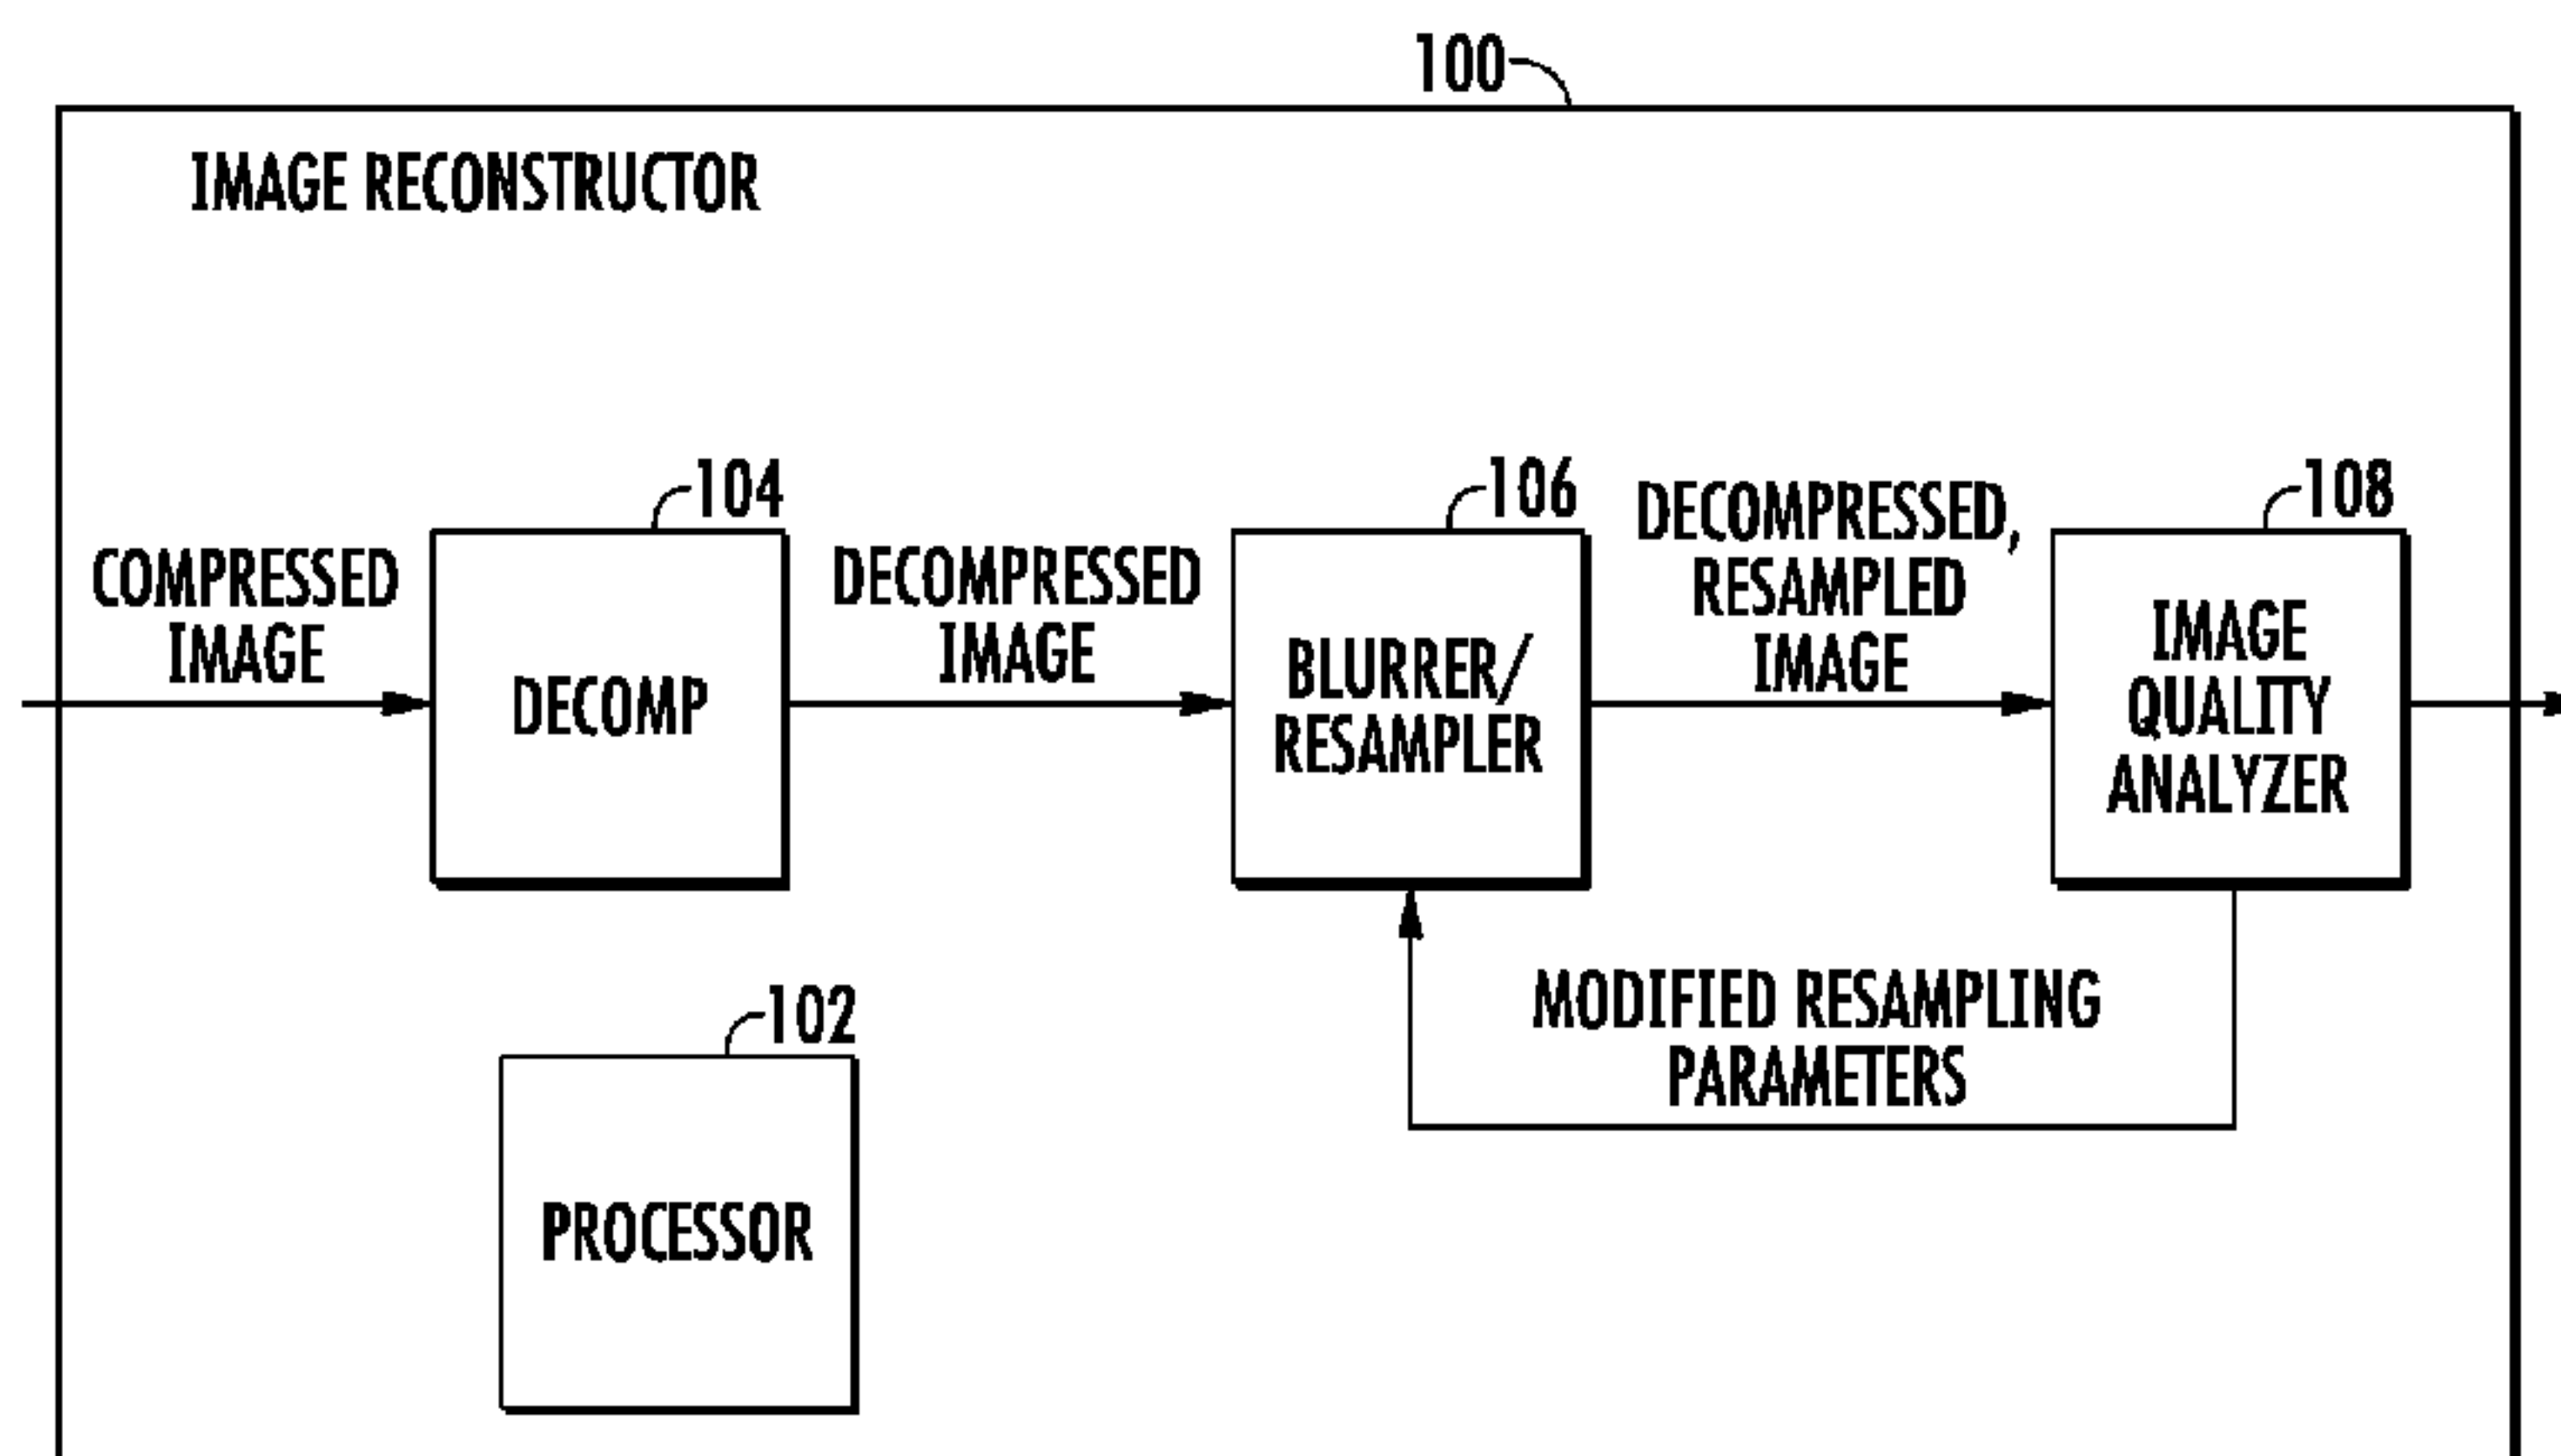 100
IMAGE RECONSTRUCTOR
104
106
108
COMPRESSED
IMAGE
DECOMP
DECOMPRESSED
IMAGE
BLURRER/
RESAMPLER
DECOMPRESSED,
RESAMPLED
IMAGE
IMAGE
QUALITY
ANALYZER
MODIFIED RESAMPLING
PARAMETERS
102
PROCESSOR